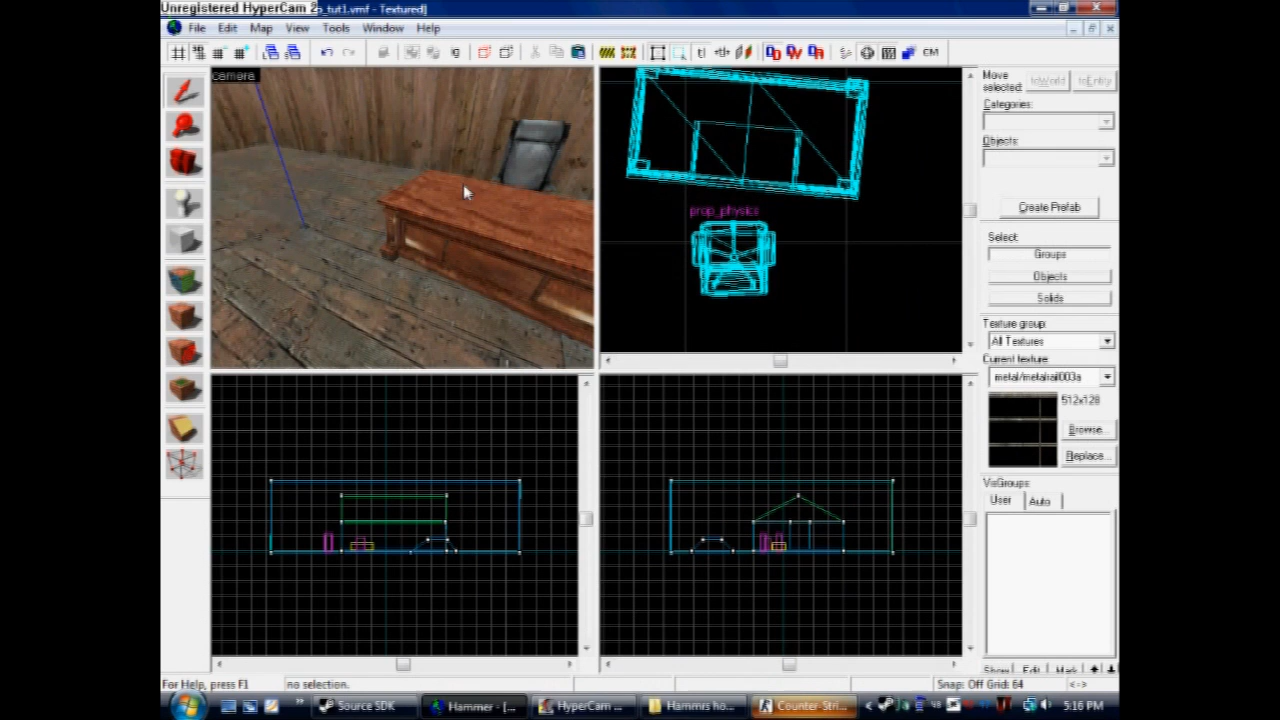 Unregistered HyperCam 2
_tut1.vmf - Textured]
File Edit Map View Tools Window Help
camera
prop_physics
Move selected:
toWorld
toEntity
Categories:
Objects:
Create Prefab
Select:
Groups
Objects
Solids
Texture group:
All Textures
Current texture:
metal/metalrail003a
512x128
Browse...
Replace...
VisGroups
User Auto
Show Edit Mark
For Help, press F1
no selection.
Snap: Off Grid: 64
<->
Source SDK
Hammer - [...
HyperCam ...
Hammrs ho...
Counter-Stri...
5:16 PM